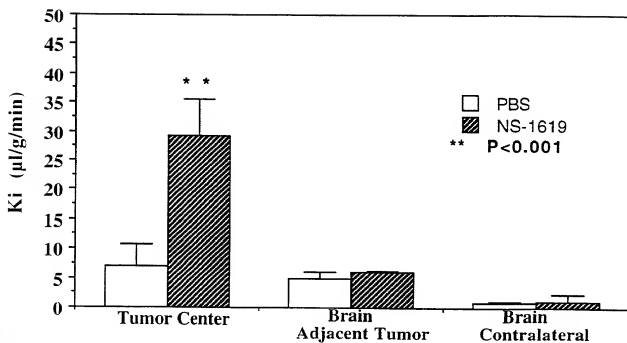 50
45
40
35
30
25
20
15
10
5
0
Ki (µl/g/min)
* *
PBS
NS-1619
** P<0.001
Tumor Center
Brain
Adjacent Tumor
Brain
Contralateral